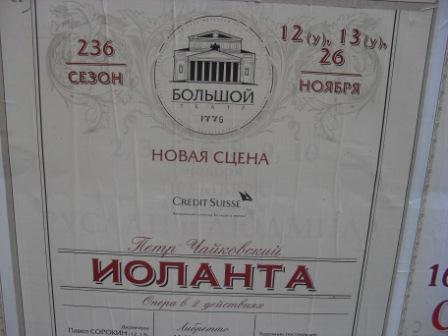 236
СЕЗОН
БОЛЬШОЙ
ТЕАТР
1776
12(у), 13(у),
26
НОЯБРЯ
НОВАЯ СЦЕНА
CREDIT SUISSE
Петр Чайковский
ИОЛАНТА
Опера в 2 действиях
Павел СОРОКИН
Либретто
16